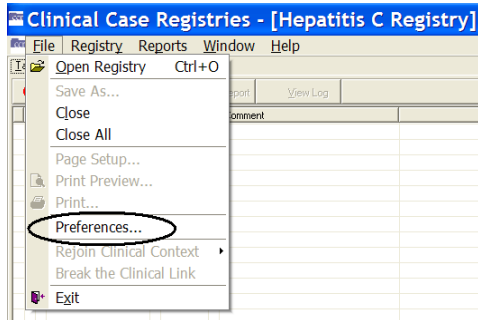 Clinical Case Registries - [Hepatitis C Registry]
File Registry Reports Window Help
Open Registry Ctrl+O
Save As...
port View Log
Close
omment
Close All
Page Setup...
Print Preview...
Print...
Preferences...
Rejoin Clinical Context
Break the Clinical Link
Exit